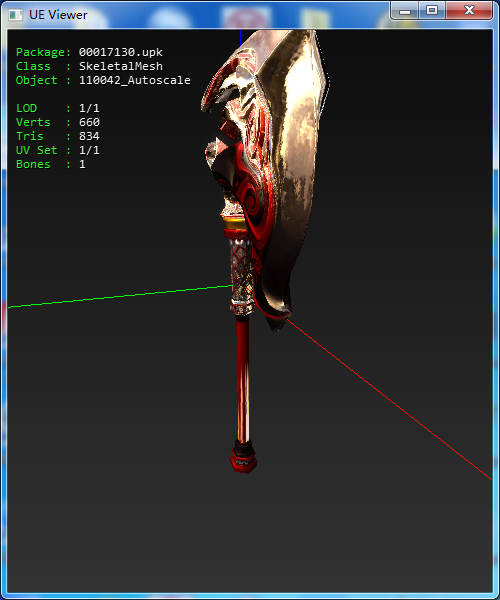 UE Viewer
Package: 00017130.upk
Class : SkeletalMesh
Object : 110042_Autoscale
LOD : 1/1
Verts : 660
Tris : 834
UV Set : 1/1
Bones : 1